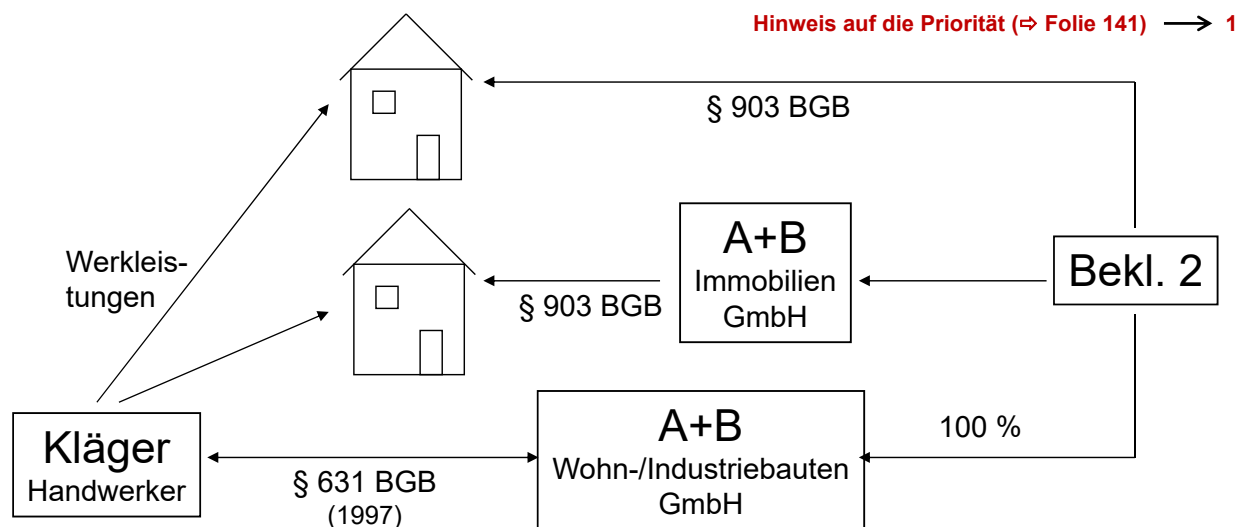 Hinweis auf die Priorität (⇨ Folie 141) ⟶ 1
§ 903 BGB
Werkleis-
tungen
A+B
Immobilien
GmbH
§ 903 BGB
Bekl. 2
Kläger
Handwerker
§ 631 BGB
(1997)
A+B
Wohn-/Industriebauten
GmbH
100 %